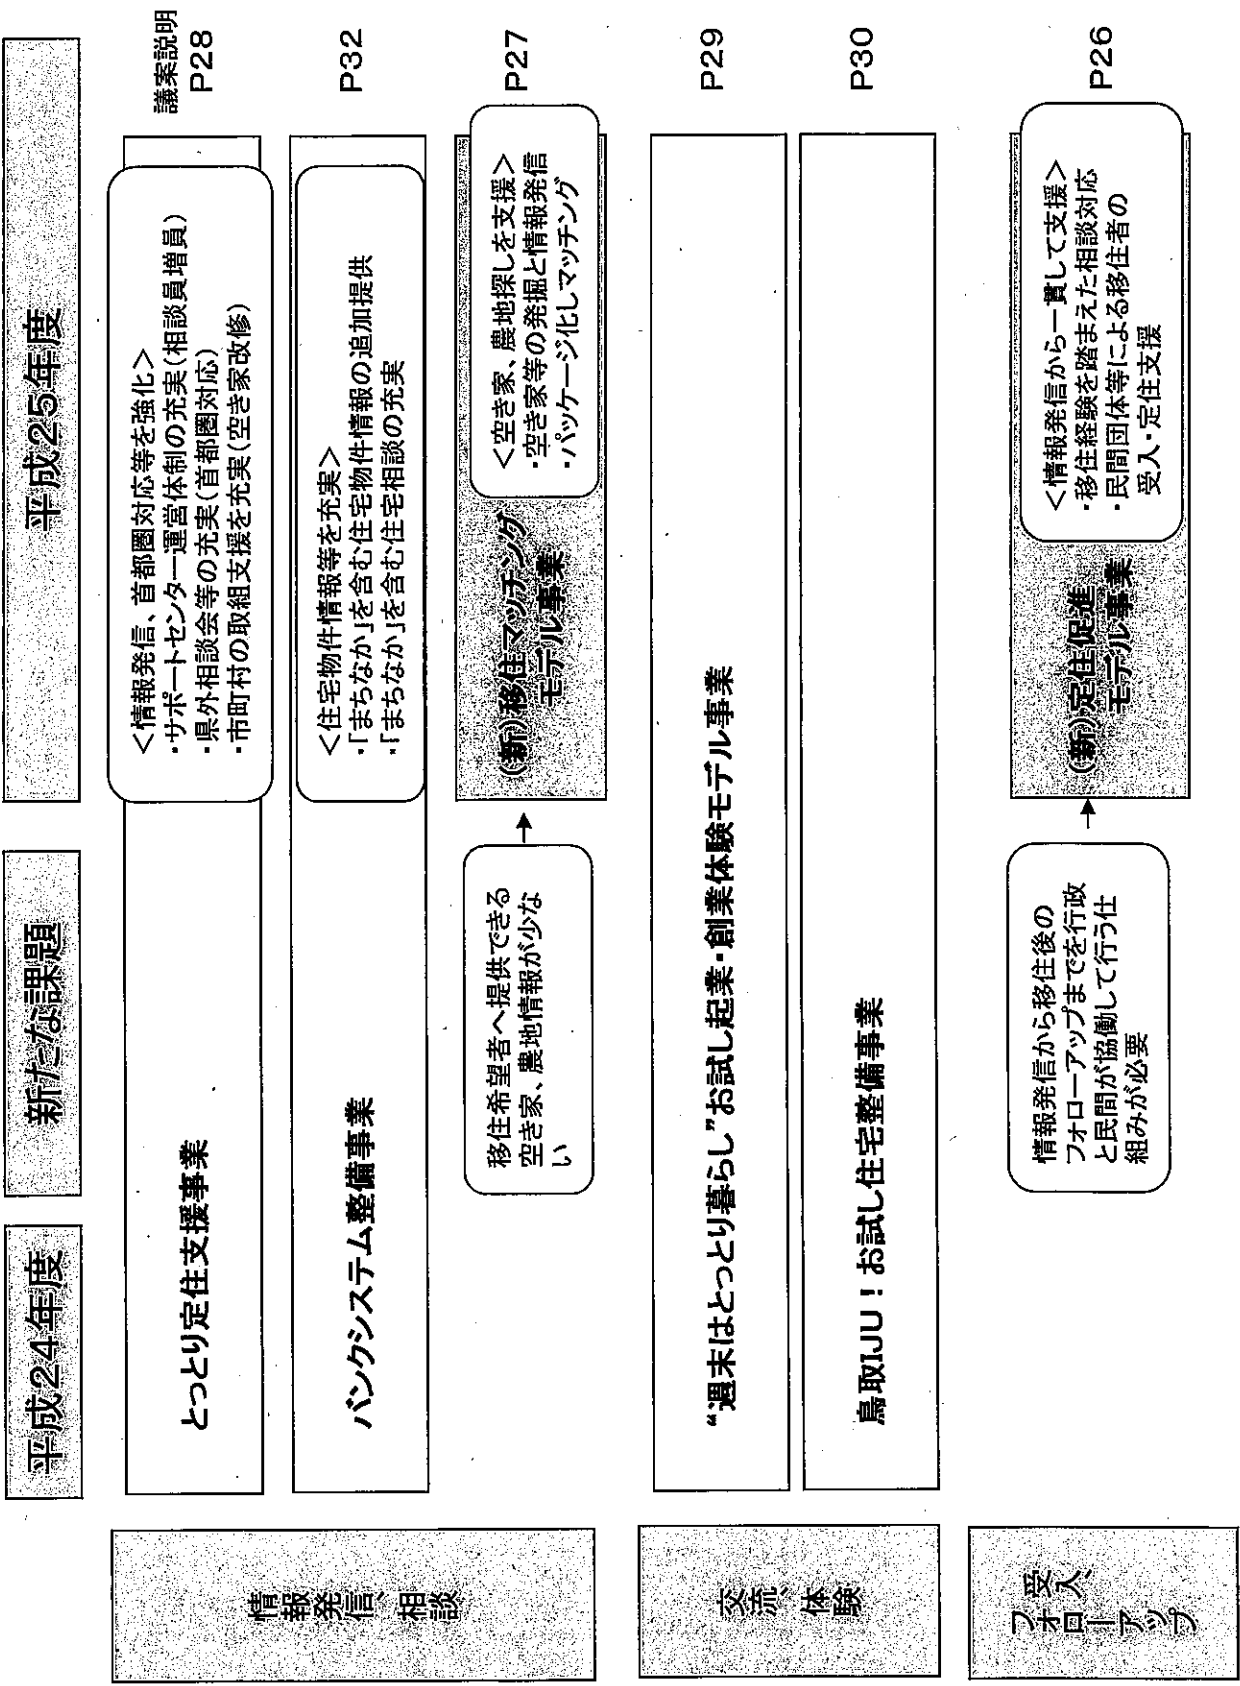 平成24年度
新たな課題
平成25年度
議案説明
情報発信、
相談
とっとり定住支援事業
＜情報発信、首都圏対応等を強化＞
・サポートセンター運営体制の充実(相談員増員)
・県外相談会等の充実(首都圏対応)
・市町村の取組支援を充実(空き家改修)
P28
バンクシステム整備事業
＜住宅物件情報等を充実＞
・「まちなか」を含む住宅物件情報の追加提供
・「まちなか」を含む住宅相談の充実
P32
移住希望者へ提供できる
空き家、農地情報が少な
い
(新)移住マッチング
モデル事業
＜空き家、農地探しを支援＞
・空き家等の発掘と情報発信
・パッケージ化しマッチング
P27
交流、
体験
“週末はとっとり暮らし”お試し起業・創業体験モデル事業
P29
鳥取IJU！お試し住宅整備事業
P30
受入、
フォローアップ
情報発信から移住後の
フォローアップまでを行政
と民間が協働して行う仕
組みが必要
(新)定住促進
モデル事業
＜情報発信から一貫して支援＞
・移住経験を踏まえた相談対応
・民間団体等による移住者の
受入・定住支援
P26